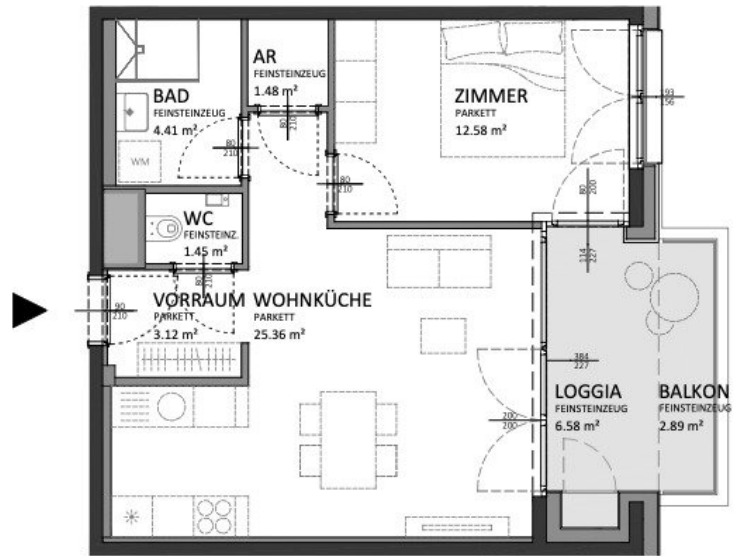 AR
FEINSTEINZEUG
1.48 m²
BAD
FEINSTEINZEUG
4.41 m²
WM
ZIMMER
PARKETT
12.58 m²
93
156
80
210
80
210
80
210
80
200
114
227
WC
FEINSTEINZ.
1.45 m²
80
210
90
210
VORRAUM
PARKETT
3.12 m²
WOHNKÜCHE
PARKETT
25.36 m²
384
227
200
200
LOGGIA
FEINSTEINZEUG
6.58 m²
BALKON
FEINSTEINZEUG
2.89 m²